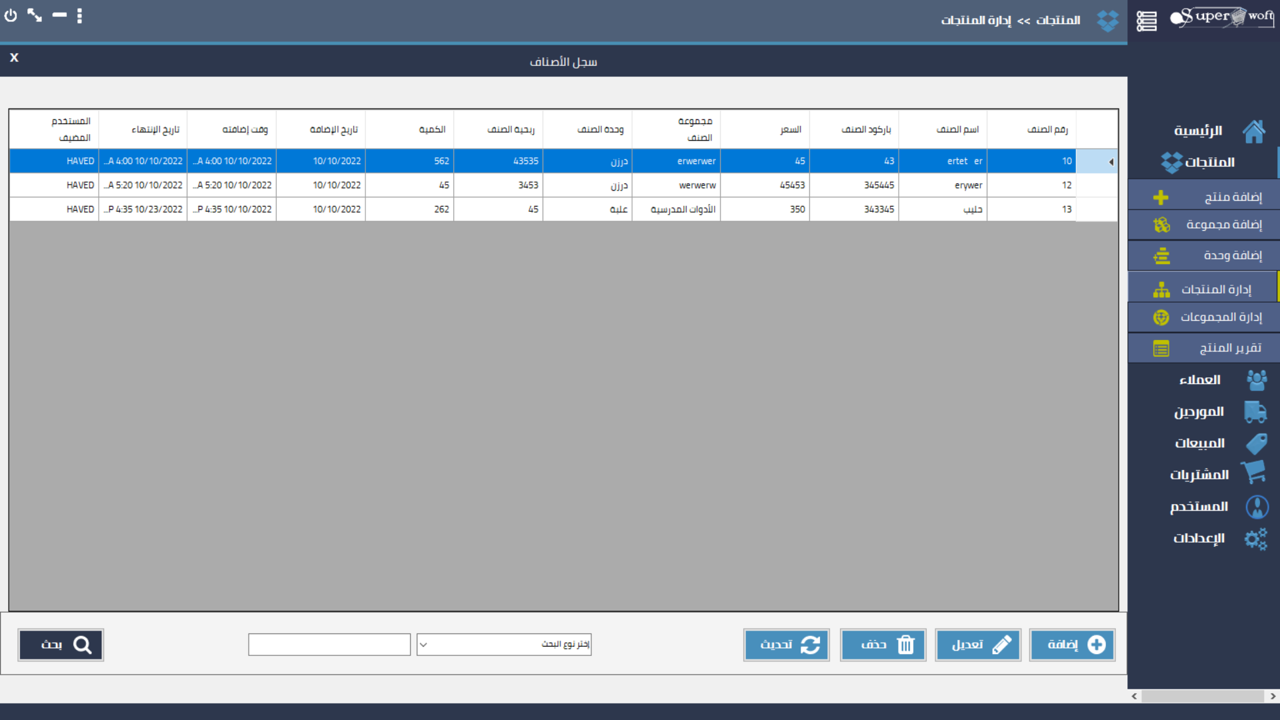 Super woft
المنتجات >> إدارة المنتجات
سجل الأصناف
X
رقم الصنف	اسم الصنف	باركود الصنف	السعر	مجموعة الصنف	وحدة الصنف	ربحية الصنف	الكمية	تاريخ الإضافة	وقت إضافته	تاريخ الإنتهاء	المستخدم المضيف
10	ertet er	43	45	erwerwer	درزن	43535	562	10/10/2022	10/10/2022 4:00 A...	10/10/2022 4:00 A...	HAVED
12	erywer	345445	45453	werwerw	درزن	3453	45	10/10/2022	10/10/2022 5:20 A...	10/10/2022 5:20 A...	HAVED
13	حليب	343345	350	الأدوات المدرسية	علبة	45	262	10/10/2022	10/10/2022 4:35 P...	10/23/2022 4:35 P...	HAVED
الرئيسية
المنتجات
إضافة منتج
إضافة مجموعة
إضافة وحدة
إدارة المنتجات
إدارة المجموعات
تقرير المنتج
العملاء
الموردين
المبيعات
المشتريات
المستخدم
الإعدادات
إضافة
تعديل
حذف
تحديث
إختر نوع البحث
بحث